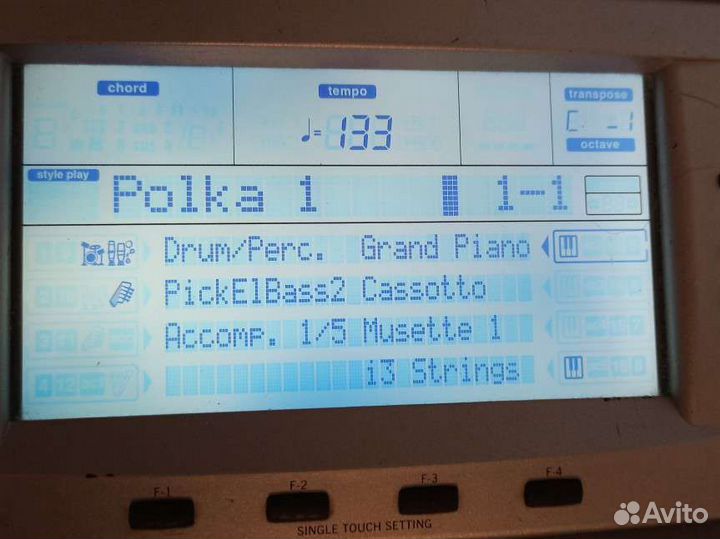 chord tempo transpose
♩= 133 C -1
octave
style play Polka 1 1-1
Drum/Perc. Grand Piano
PickElBass2 Cassotto
Accomp. 1/5 Musette 1
i3 Strings
F-1 F-2 F-3 F-4
SINGLE TOUCH SETTING
Avito